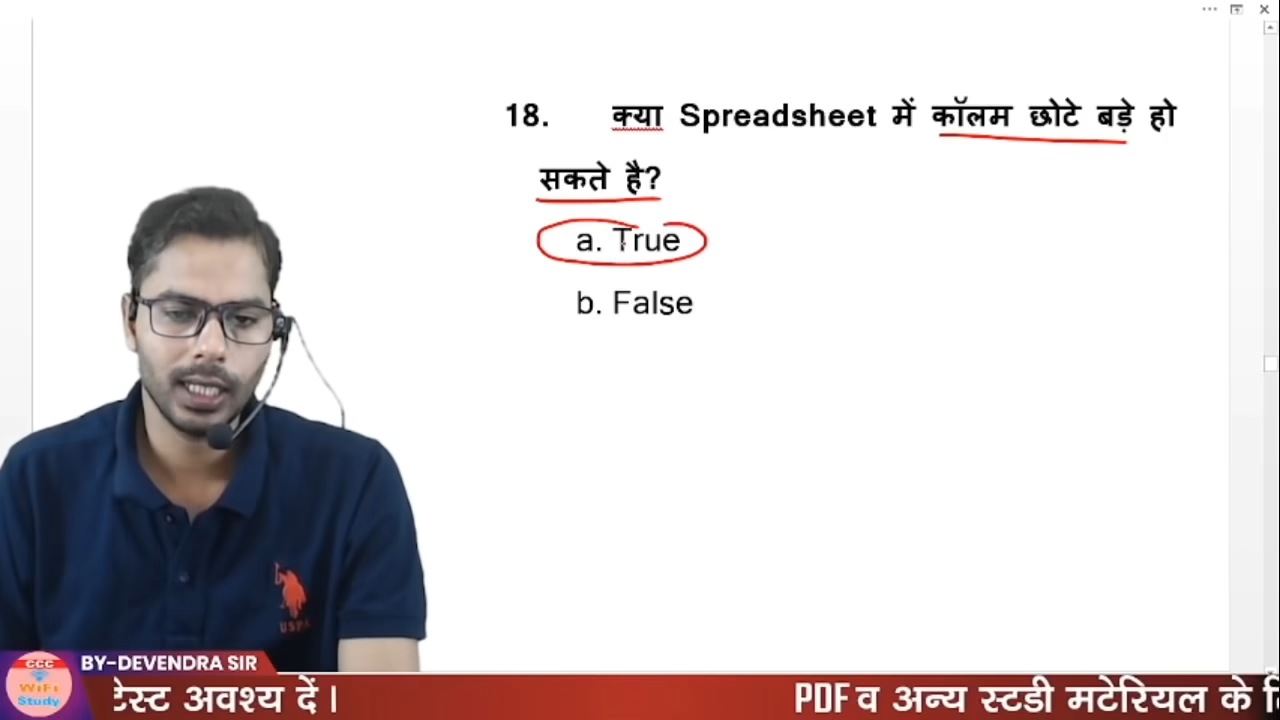 18. क्या Spreadsheet में कॉलम छोटे बड़े हो
सकते है?
a. True
b. False
USPA
CCC
WiFi
Study
BY-DEVENDRA SIR
टेस्ट अवश्य दें।
PDF व अन्य स्टडी मटेरियल के